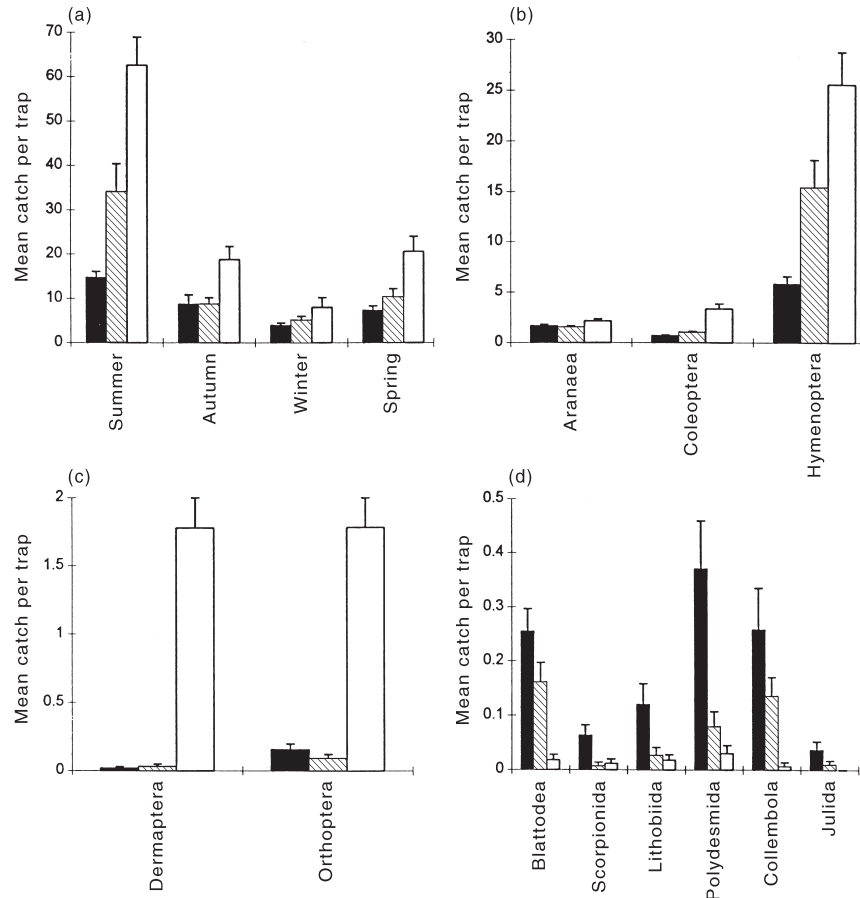 (a)
Mean catch per trap
70
60
50
40
30
20
10
0
Summer
Autumn
Winter
Spring
(b)
Mean catch per trap
30
25
20
15
10
5
0
Aranaea
Coleoptera
Hymenoptera
(c)
Mean catch per trap
2
1.5
1
0.5
0
Dermaptera
Orthoptera
(d)
Mean catch per trap
0.5
0.4
0.3
0.2
0.1
0
Blattodea
Scorpionida
Lithobiida
Polydesmida
Collembola
Julida